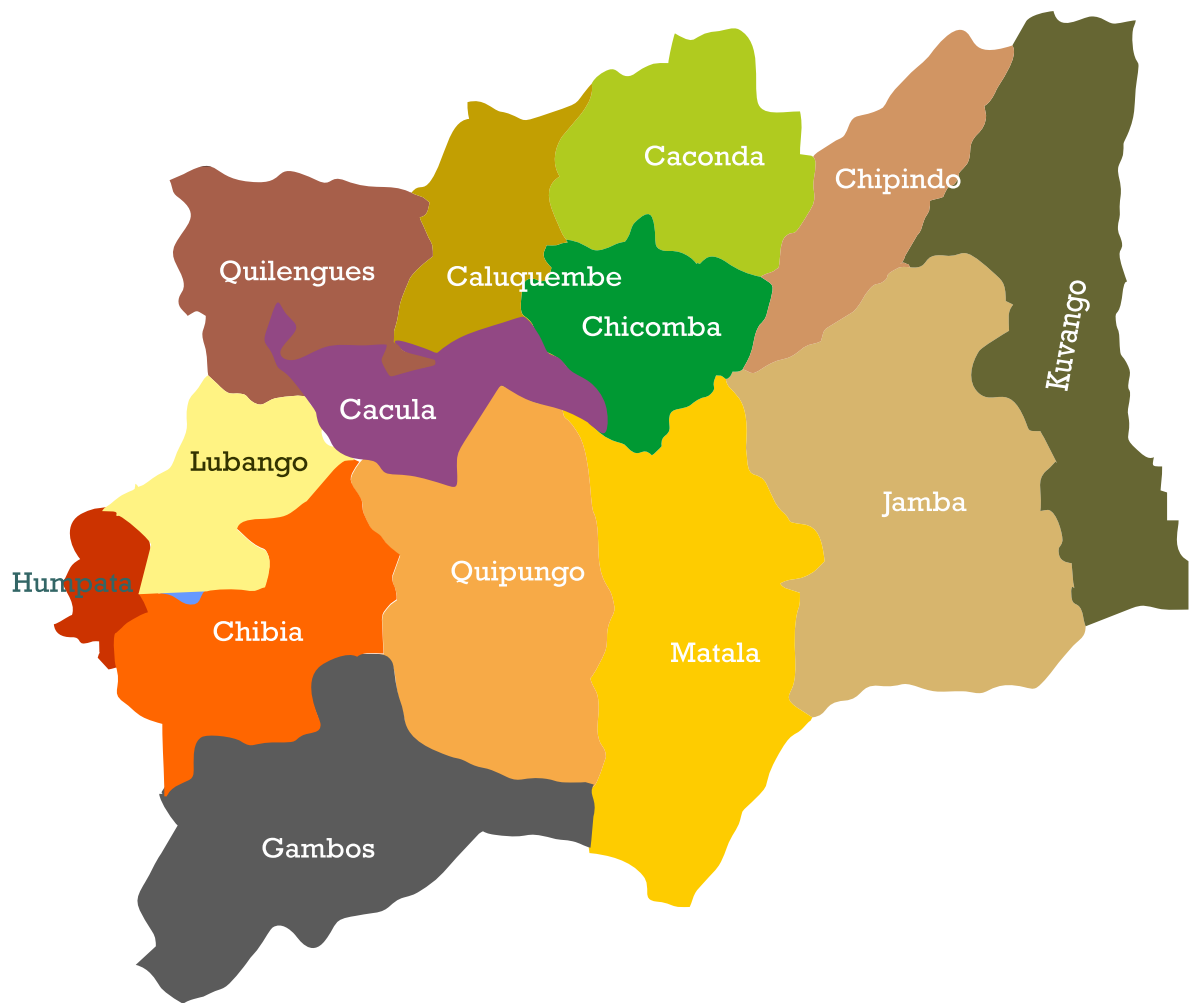 Caconda
Chipindo
Quilengues
Caluquembe
Chicomba
Kuvango
Cacula
Lubango
Jamba
Quipungo
Humpata
Chibia
Matala
Gambos